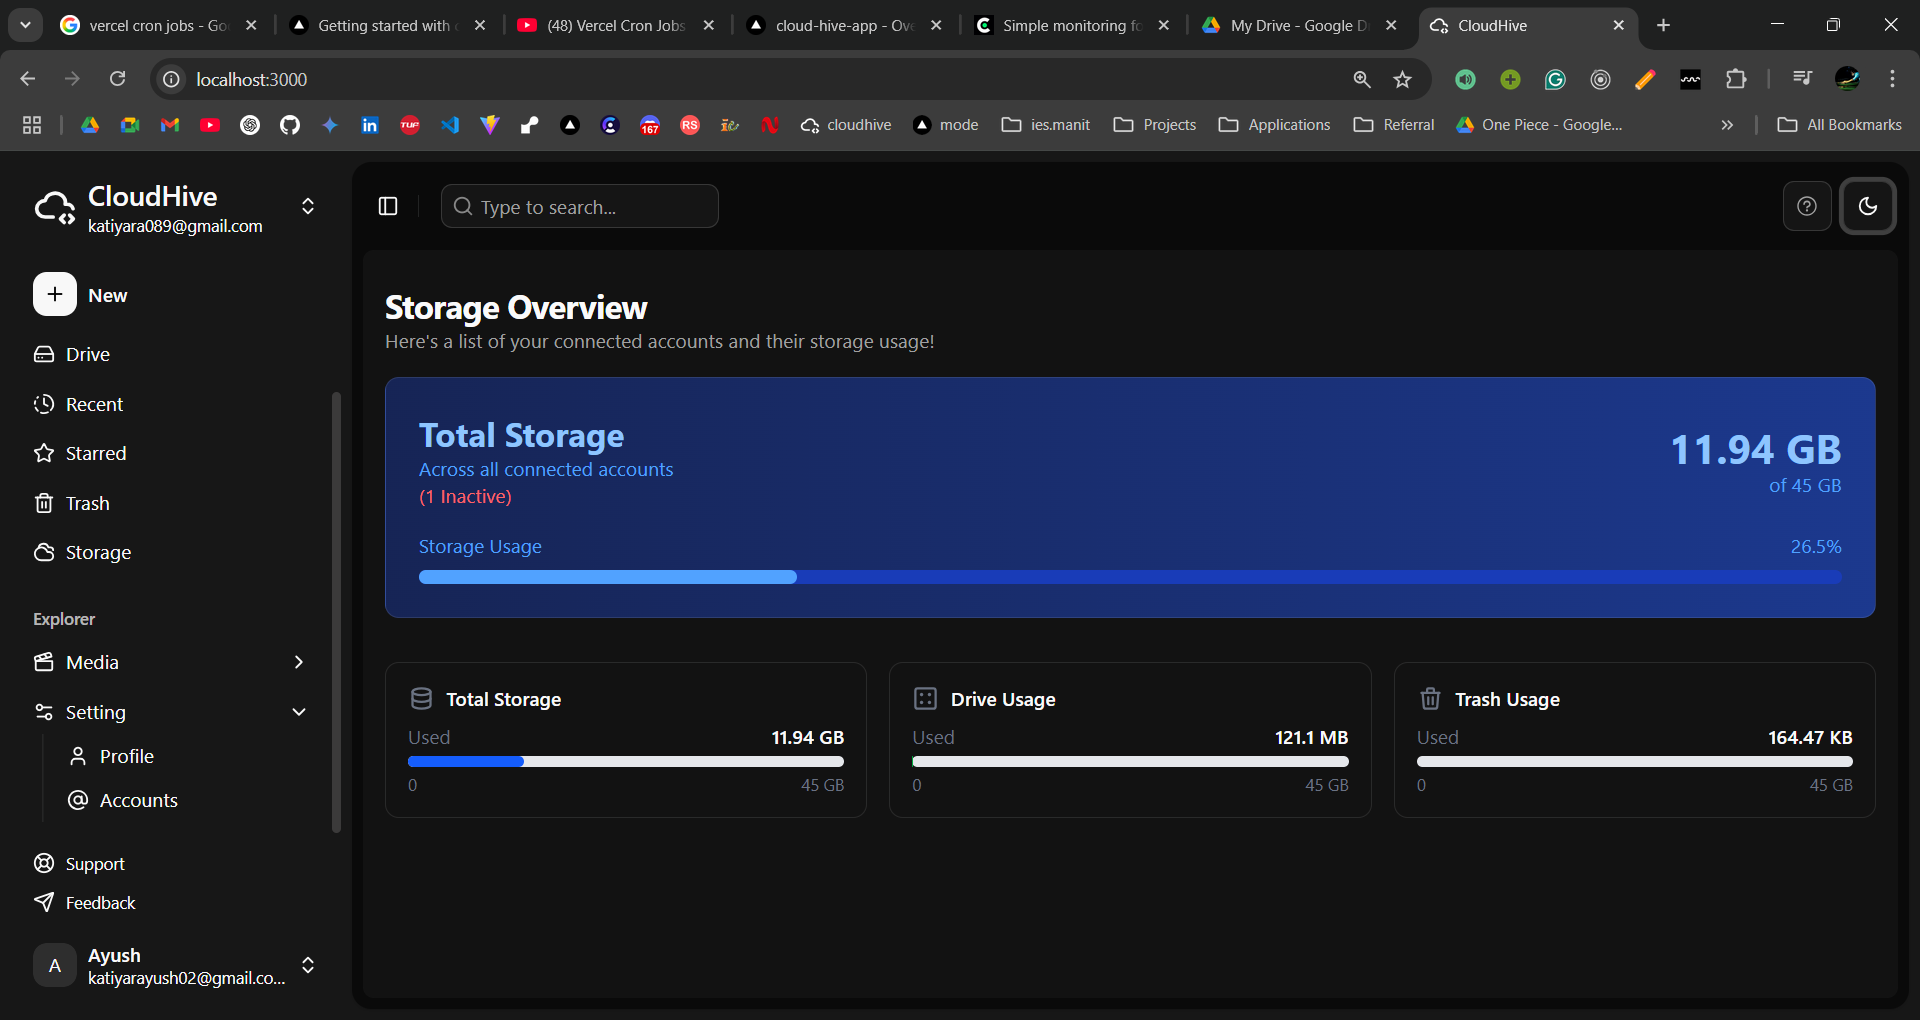 vercel cron jobs - Go
Getting started with
(48) Vercel Cron Jobs
cloud-hive-app - Ove
Simple monitoring fo
My Drive - Google Dr
CloudHive
localhost:3000
TUF
167
RS
cloudhive
mode
ies.manit
Projects
Applications
Referral
One Piece - Google...
All Bookmarks
CloudHive
katiyara089@gmail.com
Type to search...
New
Drive
Recent
Starred
Trash
Storage
Explorer
Media
Setting
Profile
Accounts
Support
Feedback
A
Ayush
katiyarayush02@gmail.co...
Storage Overview
Here's a list of your connected accounts and their storage usage!
Total Storage
Across all connected accounts
(1 Inactive)
11.94 GB
of 45 GB
Storage Usage
26.5%
Total Storage
Used
11.94 GB
0
45 GB
Drive Usage
Used
121.1 MB
0
45 GB
Trash Usage
Used
164.47 KB
0
45 GB